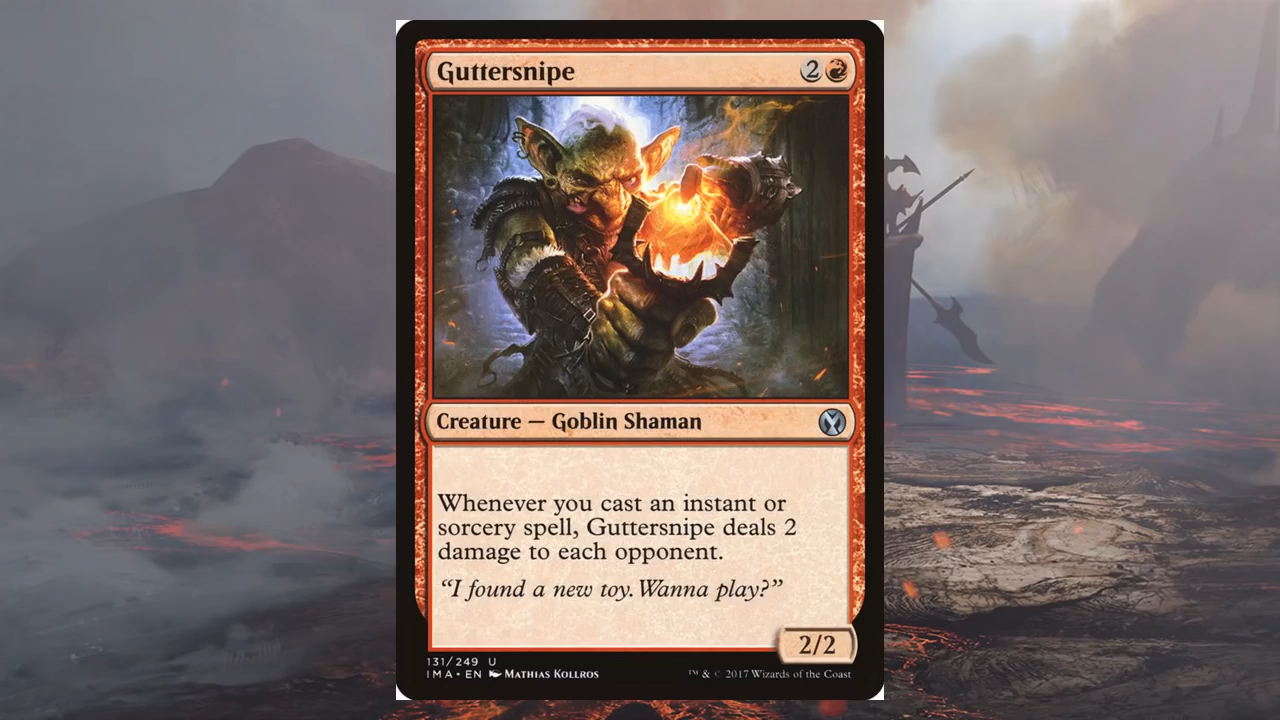 Guttersnipe 2
Creature — Goblin Shaman
Whenever you cast an instant or
sorcery spell, Guttersnipe deals 2
damage to each opponent.
“I found a new toy. Wanna play?”
2/2
131/249 U
IMA • EN Mathias Kollros
™ & © 2017 Wizards of the Coast